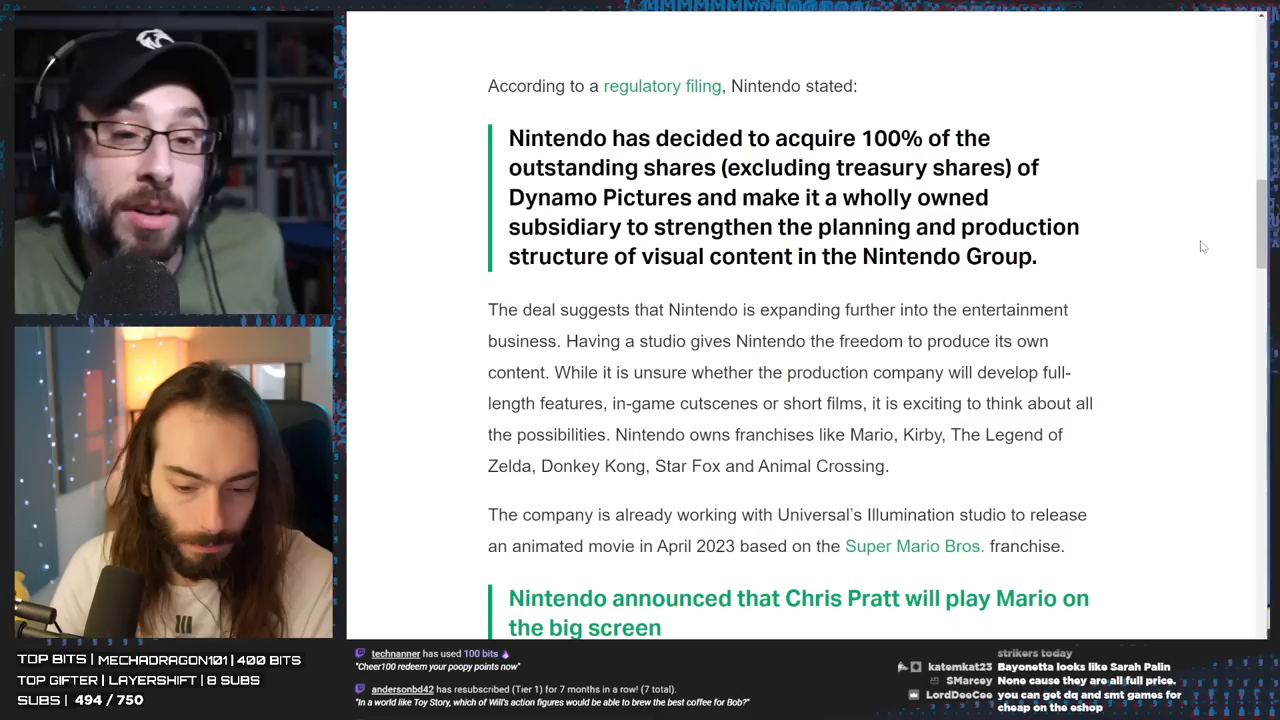 According to a regulatory filing, Nintendo stated:
Nintendo has decided to acquire 100% of the
outstanding shares (excluding treasury shares) of
Dynamo Pictures and make it a wholly owned
subsidiary to strengthen the planning and production
structure of visual content in the Nintendo Group.
The deal suggests that Nintendo is expanding further into the entertainment
business. Having a studio gives Nintendo the freedom to produce its own
content. While it is unsure whether the production company will develop full-
length features, in-game cutscenes or short films, it is exciting to think about all
the possibilities. Nintendo owns franchises like Mario, Kirby, The Legend of
Zelda, Donkey Kong, Star Fox and Animal Crossing.
The company is already working with Universal's Illumination studio to release
an animated movie in April 2023 based on the Super Mario Bros. franchise.
Nintendo announced that Chris Pratt will play Mario on
the big screen
TOP BITS | MECHADRAGON101 | 400 BITS
TOP GIFTER | LAYERSHIFT | 8 SUBS
SUBS | 494 / 750
technanner has used 100 bits
"Cheer100 redeem your poopy points now"
andersonbd42 has resubscribed (Tier 1) for 7 months in a row! (7 total).
"In a world like Toy Story, which of Will's action figures would be able to brew the best coffee for Bob?"
strikers today
katemkat23 Bayonetta looks like Sarah Palin
SMarcey None cause they are all full price.
LordDeeCee you can get dq and smt games for
cheap on the eshop